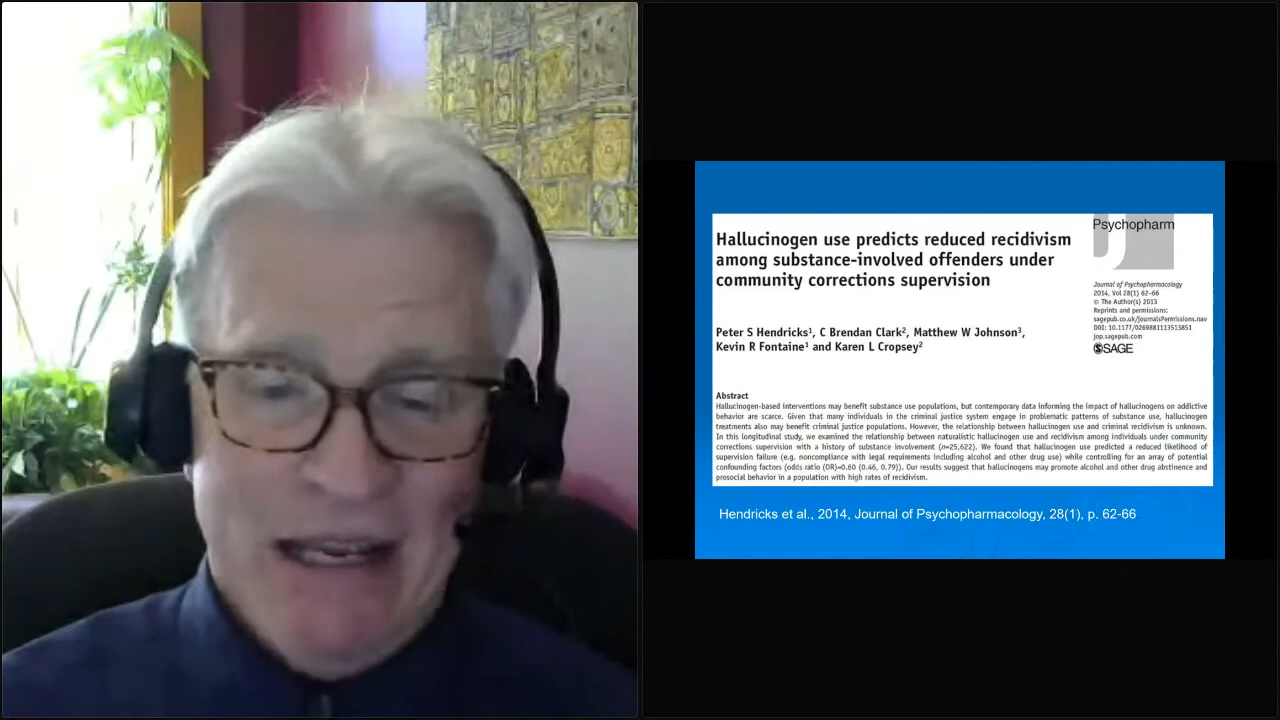 Hallucinogen use predicts reduced recidivism
among substance-involved offenders under
community corrections supervision
Psychopharm
Journal of Psychopharmacology
2014, Vol 28(1) 62–66
© The Author(s) 2013
Reprints and permissions:
sagepub.co.uk/journalsPermissions.nav
DOI: 10.1177/0269881113513851
jop.sagepub.com
SAGE
Peter S Hendricks¹, C Brendan Clark², Matthew W Johnson³,
Kevin R Fontaine¹ and Karen L Cropsey²
Abstract
Hallucinogen-based interventions may benefit substance use populations, but contemporary data informing the impact of hallucinogens on addictive
behavior are scarce. Given that many individuals in the criminal justice system engage in problematic patterns of substance use, hallucinogen
treatments also may benefit criminal justice populations. However, the relationship between hallucinogen use and criminal recidivism is unknown.
In this longitudinal study, we examined the relationship between naturalistic hallucinogen use and recidivism among individuals under community
corrections supervision with a history of substance involvement (n=25,622). We found that hallucinogen use predicted a reduced likelihood of
supervision failure (e.g. noncompliance with legal requirements including alcohol and other drug use) while controlling for an array of potential
confounding factors (odds ratio (OR)=0.60 (0.46, 0.79)). Our results suggest that hallucinogens may promote alcohol and other drug abstinence and
prosocial behavior in a population with high rates of recidivism.
Hendricks et al., 2014, Journal of Psychopharmacology, 28(1), p. 62-66